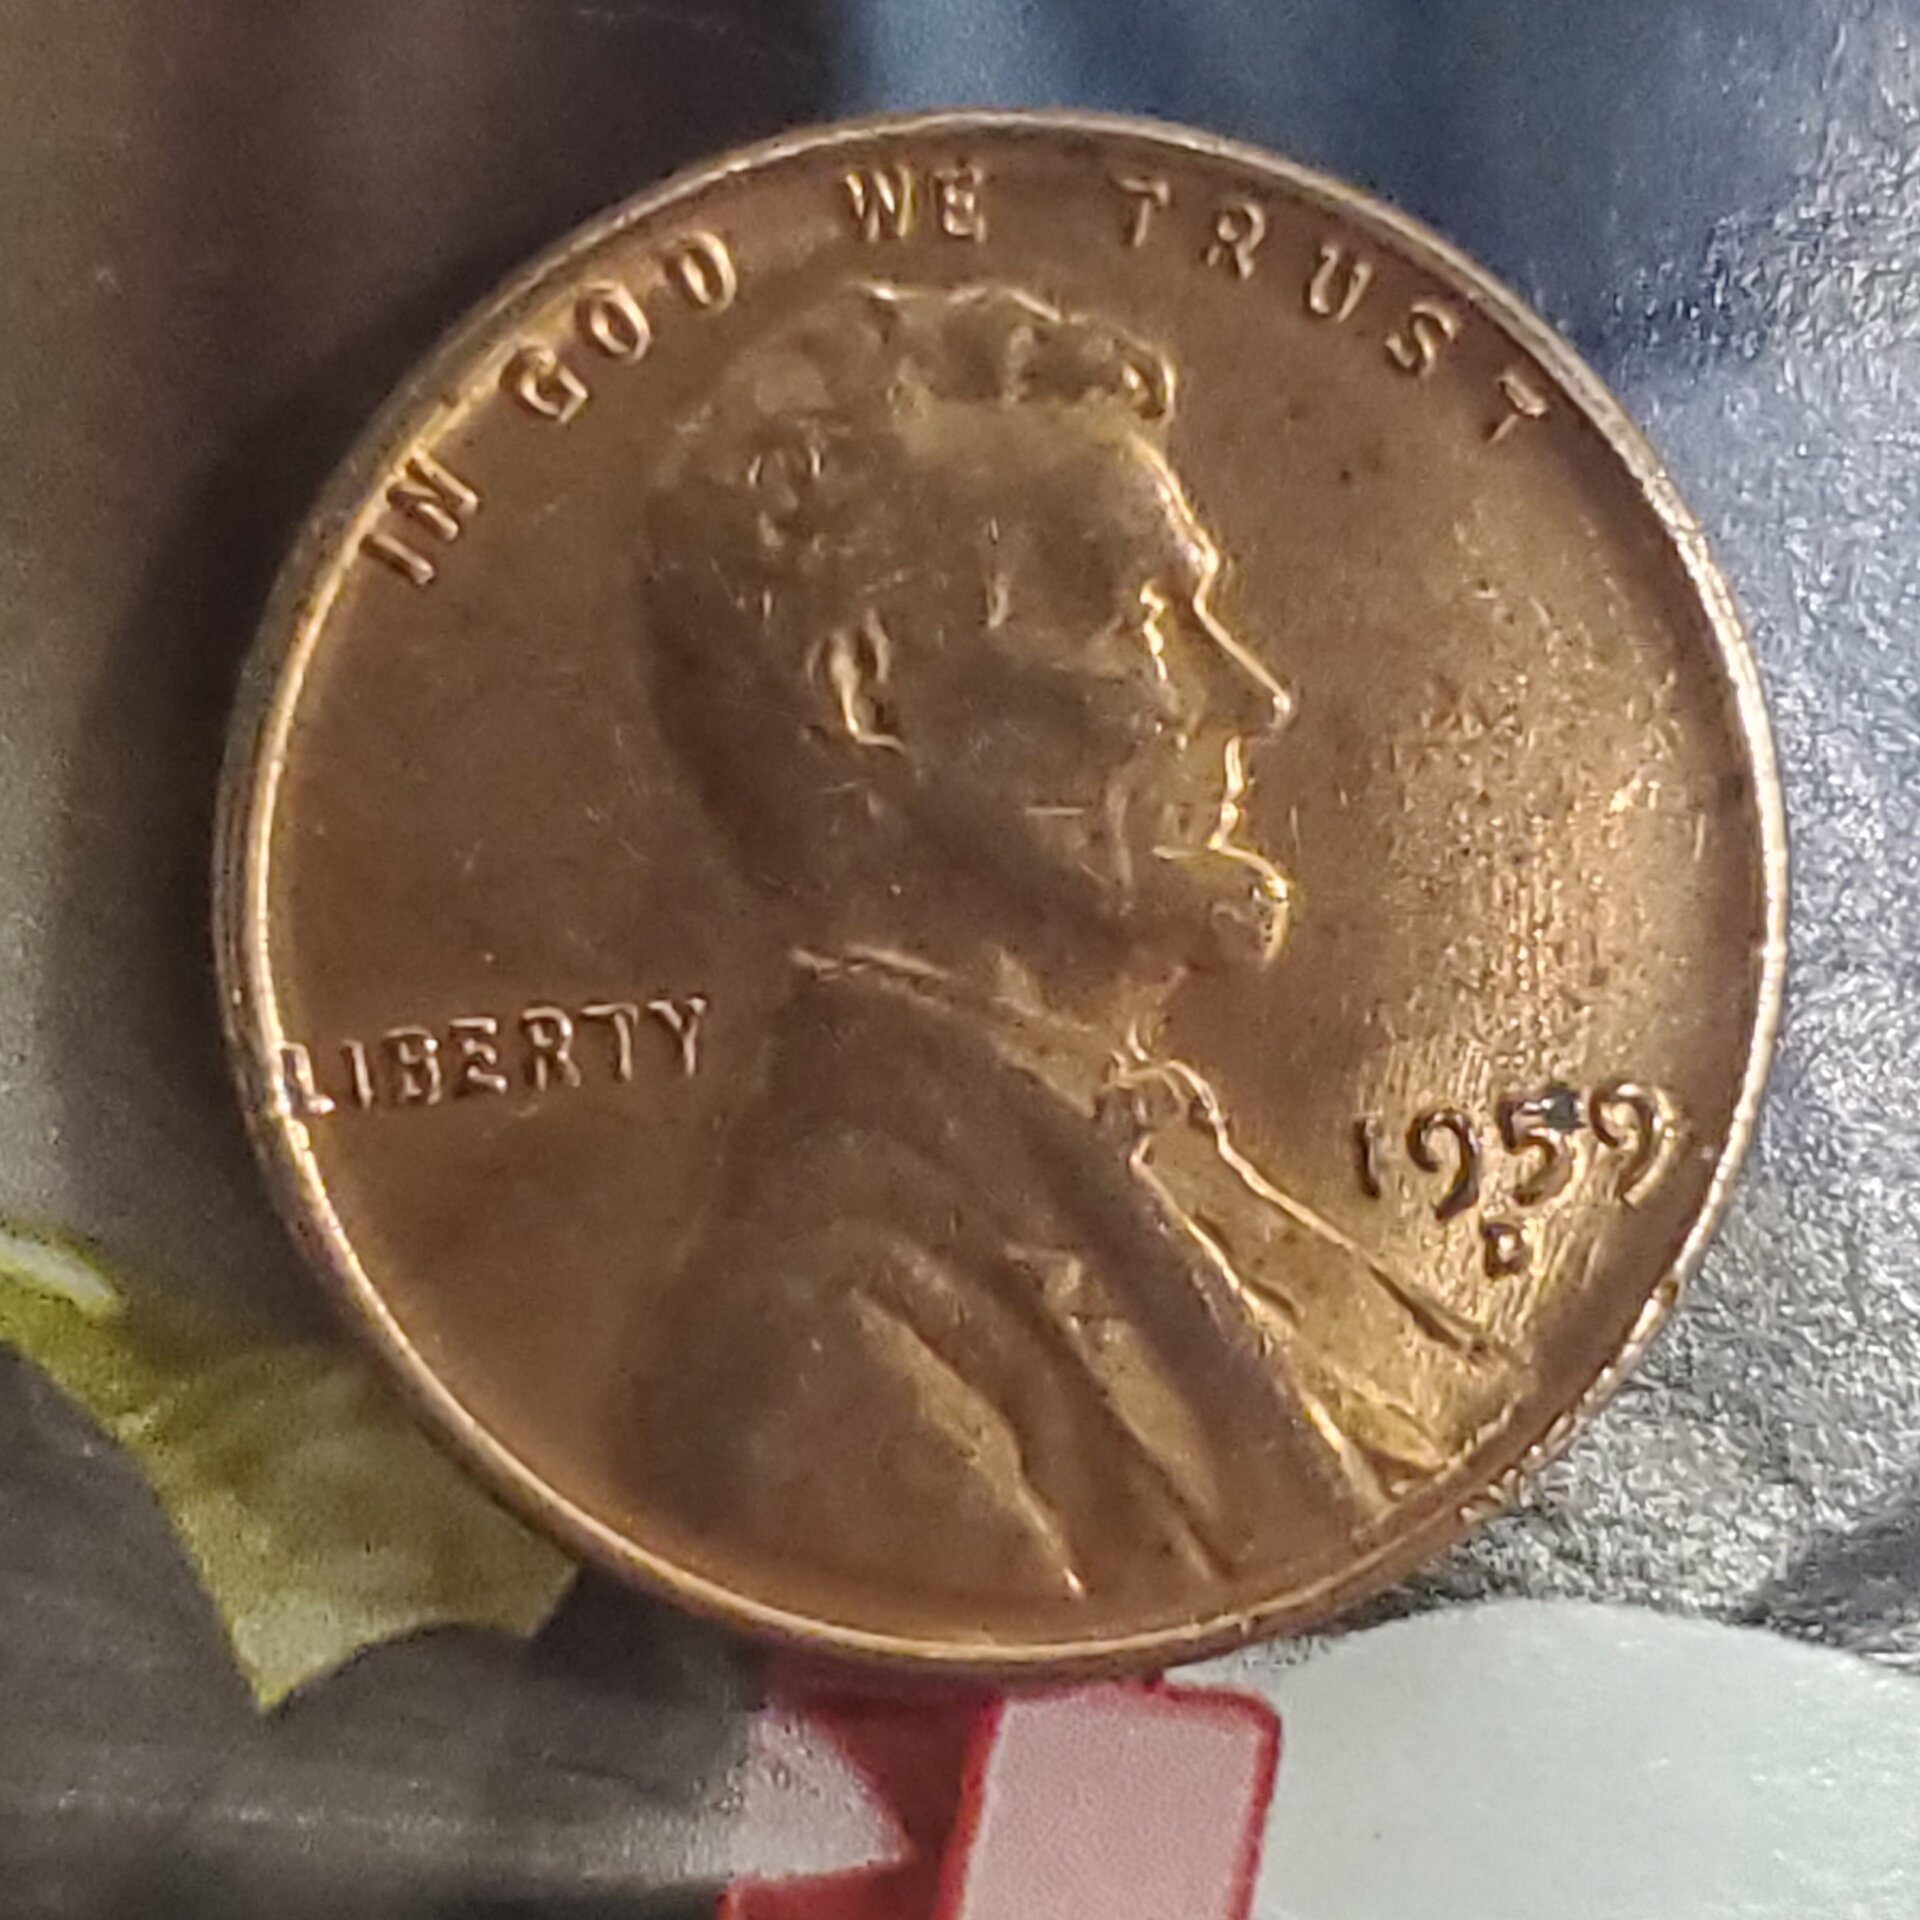 IN GOD WE TRUST
LIBERTY
1959
D